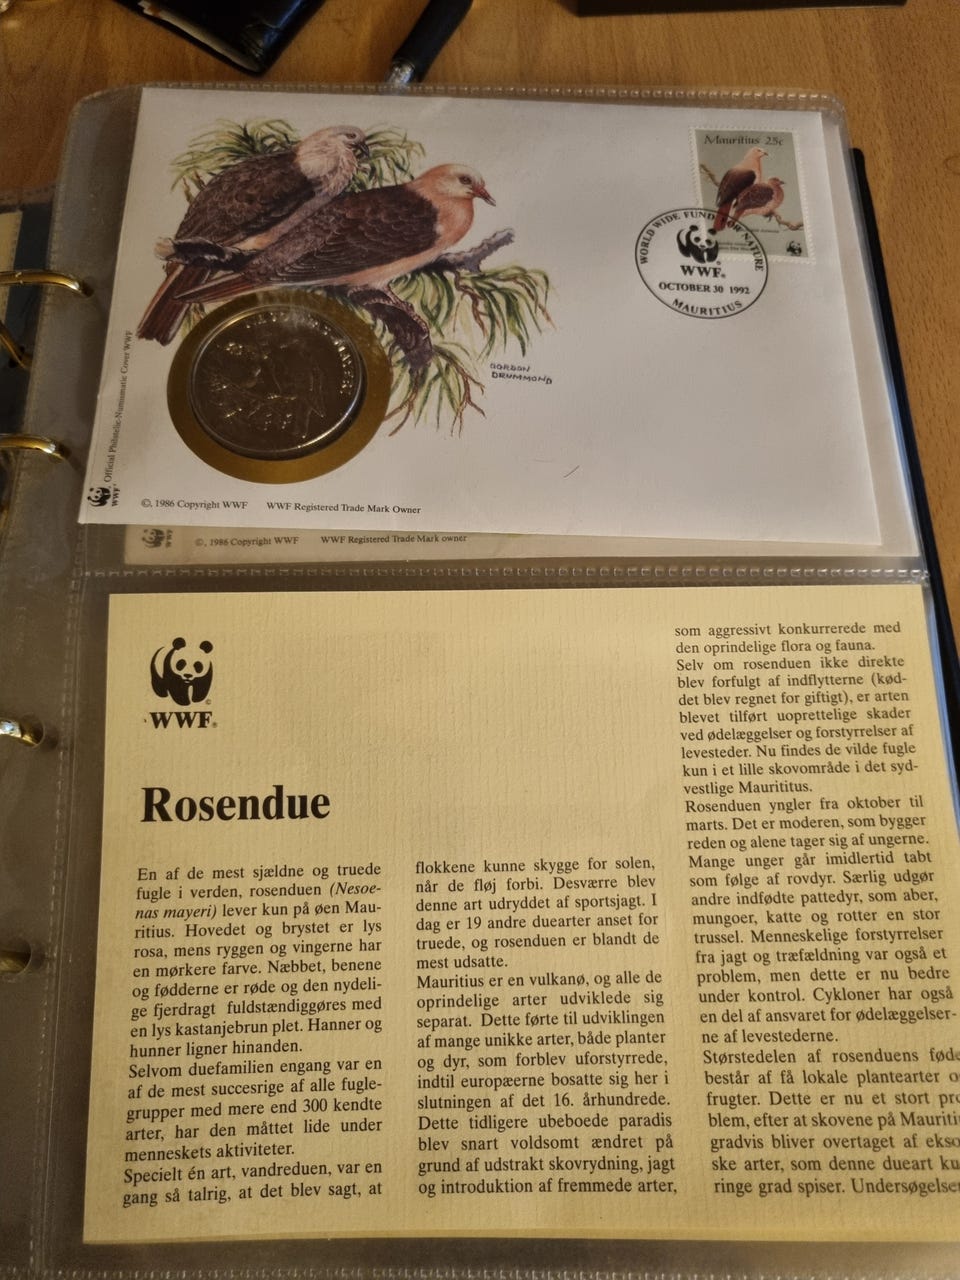 Mauritius 25c
WORLD WIDE FUND FOR NATURE
WWF®
OCTOBER 30 1992
MAURITIUS
GORDON
DRUMMOND
Official Philatelic-Numismatic Cover WWF
WWF
©, 1986 Copyright WWF WWF Registered Trade Mark Owner
©, 1986 Copyright WWF WWF Registered Trade Mark owner
WWF®
Rosendue
En af de mest sjældne og truede
fugle i verden, rosenduen (Nesoe-
nas mayeri) lever kun på øen Mau-
ritius. Hovedet og brystet er lys
rosa, mens ryggen og vingerne har
en mørkere farve. Næbbet, benene
og fødderne er røde og den nydeli-
ge fjerdragt fuldstændiggøres med
en lys kastanjebrun plet. Hanner og
hunner ligner hinanden.
Selvom duefamilien engang var en
af de mest succesrige af alle fugle-
grupper med mere end 300 kendte
arter, har den måttet lide under
menneskets aktiviteter.
Specielt én art, vandreduen, var en
gang så talrig, at det blev sagt, at
flokkene kunne skygge for solen,
når de fløj forbi. Desværre blev
denne art udryddet af sportsjagt. I
dag er 19 andre duearter anset for
truede, og rosenduen er blandt de
mest udsatte.
Mauritius er en vulkanø, og alle de
oprindelige arter udviklede sig
separat. Dette førte til udviklingen
af mange unikke arter, både planter
og dyr, som forblev uforstyrrede,
indtil europæerne bosatte sig her i
slutningen af det 16. århundrede.
Dette tidligere ubeboede paradis
blev snart voldsomt ændret på
grund af udstrakt skovrydning, jagt
og introduktion af fremmede arter,
som aggressivt konkurrerede med
den oprindelige flora og fauna.
Selv om rosenduen ikke direkte
blev forfulgt af indflytterne (kød-
det blev regnet for giftigt), er arten
blevet tilført uoprettelige skader
ved ødelæggelser og forstyrrelser af
levesteder. Nu findes de vilde fugle
kun i et lille skovområde i det syd-
vestlige Maurititus.
Rosenduen yngler fra oktober til
marts. Det er moderen, som bygger
reden og alene tager sig af ungerne.
Mange unger går imidlertid tabt
som følge af rovdyr. Særlig udgør
andre indfødte pattedyr, som aber,
mungoer, katte og rotter en stor
trussel. Menneskelige forstyrrelser
fra jagt og træfældning var også et
problem, men dette er nu bedre
under kontrol. Cykloner har også
en del af ansvaret for ødelæggelser-
ne af levestederne.
Størstedelen af rosenduens føde
består af få lokale plantearter o
frugter. Dette er nu et stort pro
blem, efter at skovene på Mauriti
gradvis bliver overtaget af ekso
ske arter, som denne dueart ku
ringe grad spiser. Undersøgelse